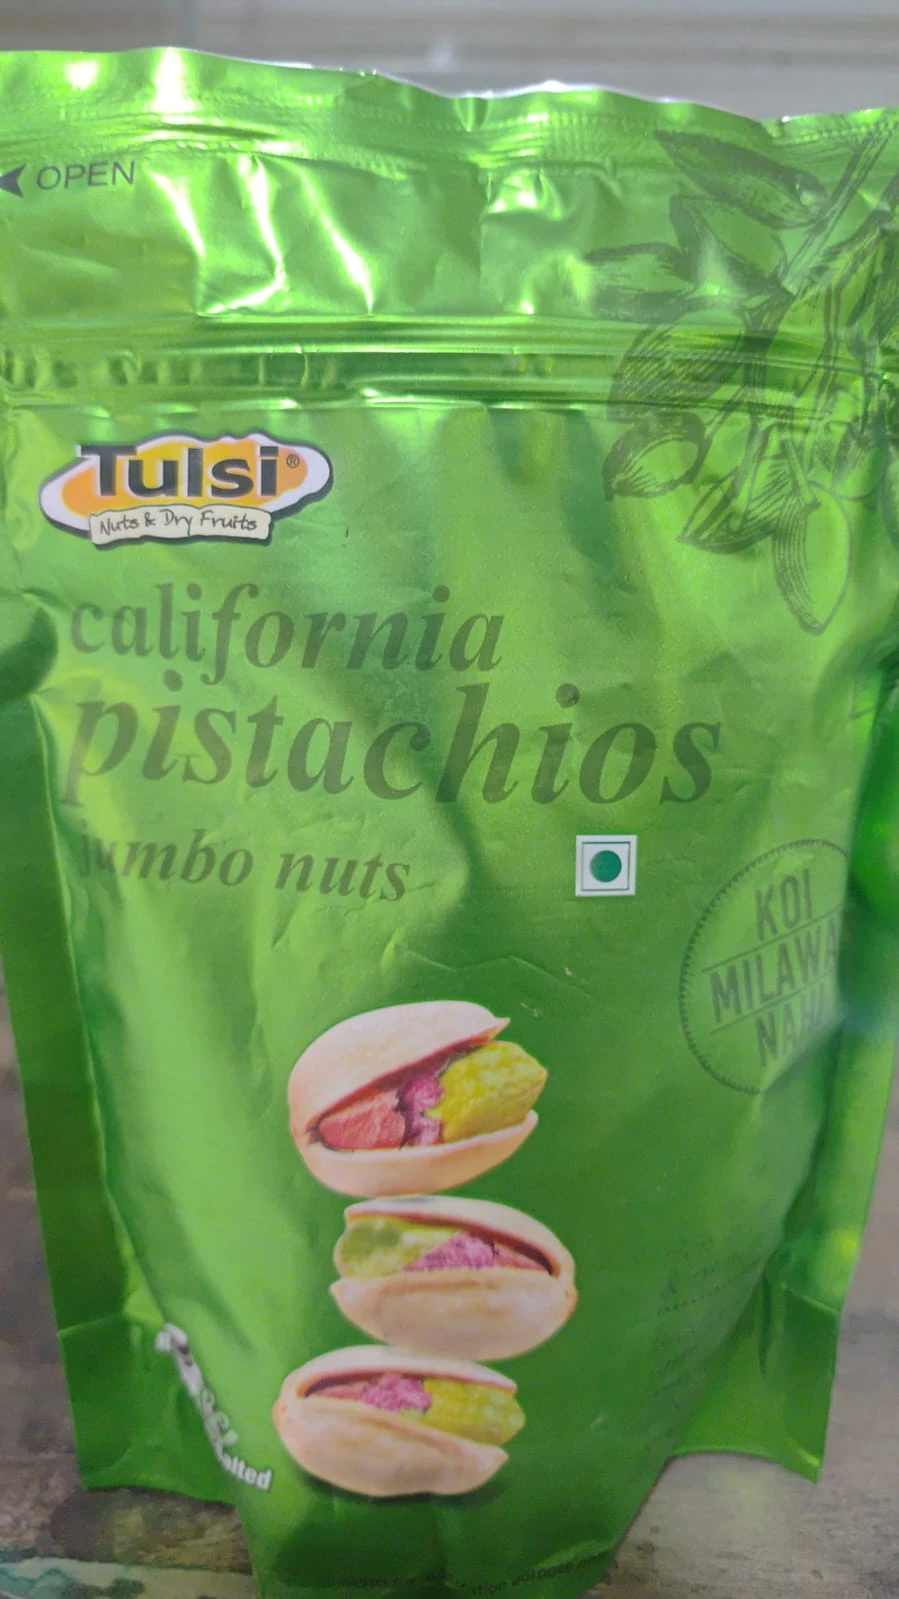 OPEN
Tulsi®
Nuts & Dry Fruits
california
pistachios
jumbo nuts
KOI
MILAWA
NAH